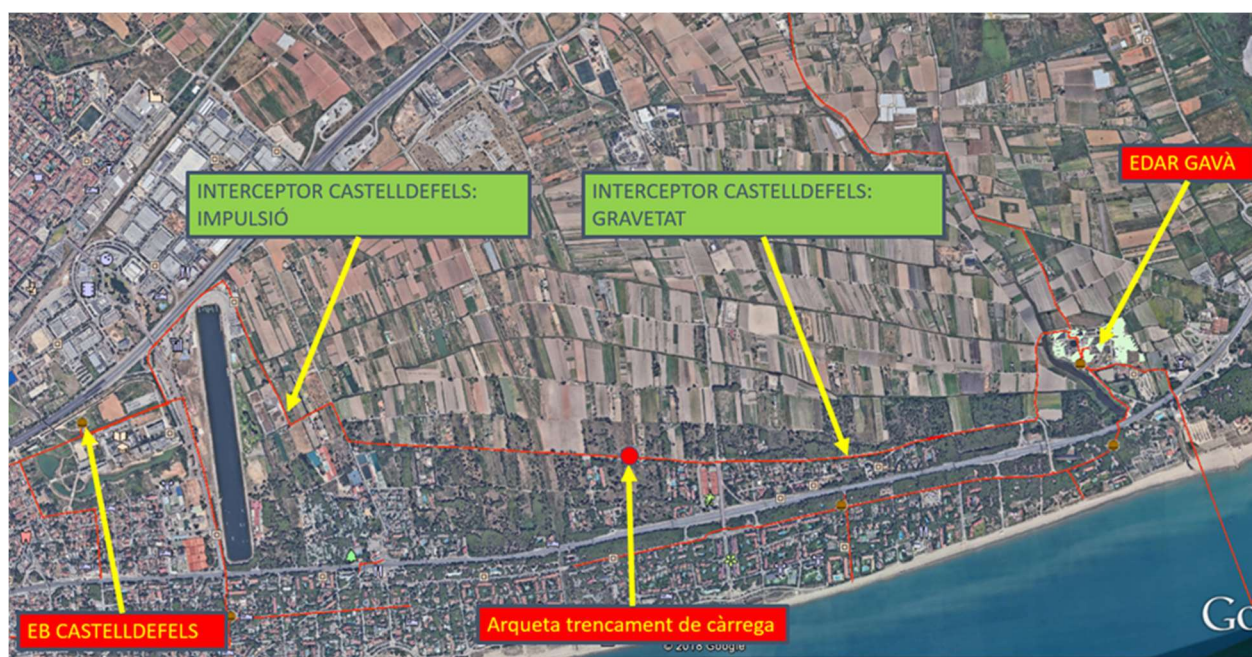 EDAR GAVÀ
INTERCEPTOR CASTELLDEFELS:
IMPULSIÓ
INTERCEPTOR CASTELLDEFELS:
GRAVETAT
EB CASTELLDEFELS
Arqueta trencament de càrrega
© 2018 Google
Go